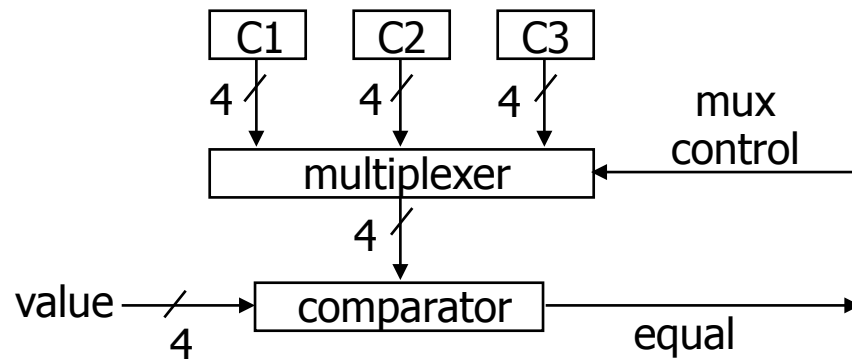 C1 C2 C3
4 4 4
mux
control
multiplexer
4
value
comparator
4
equal